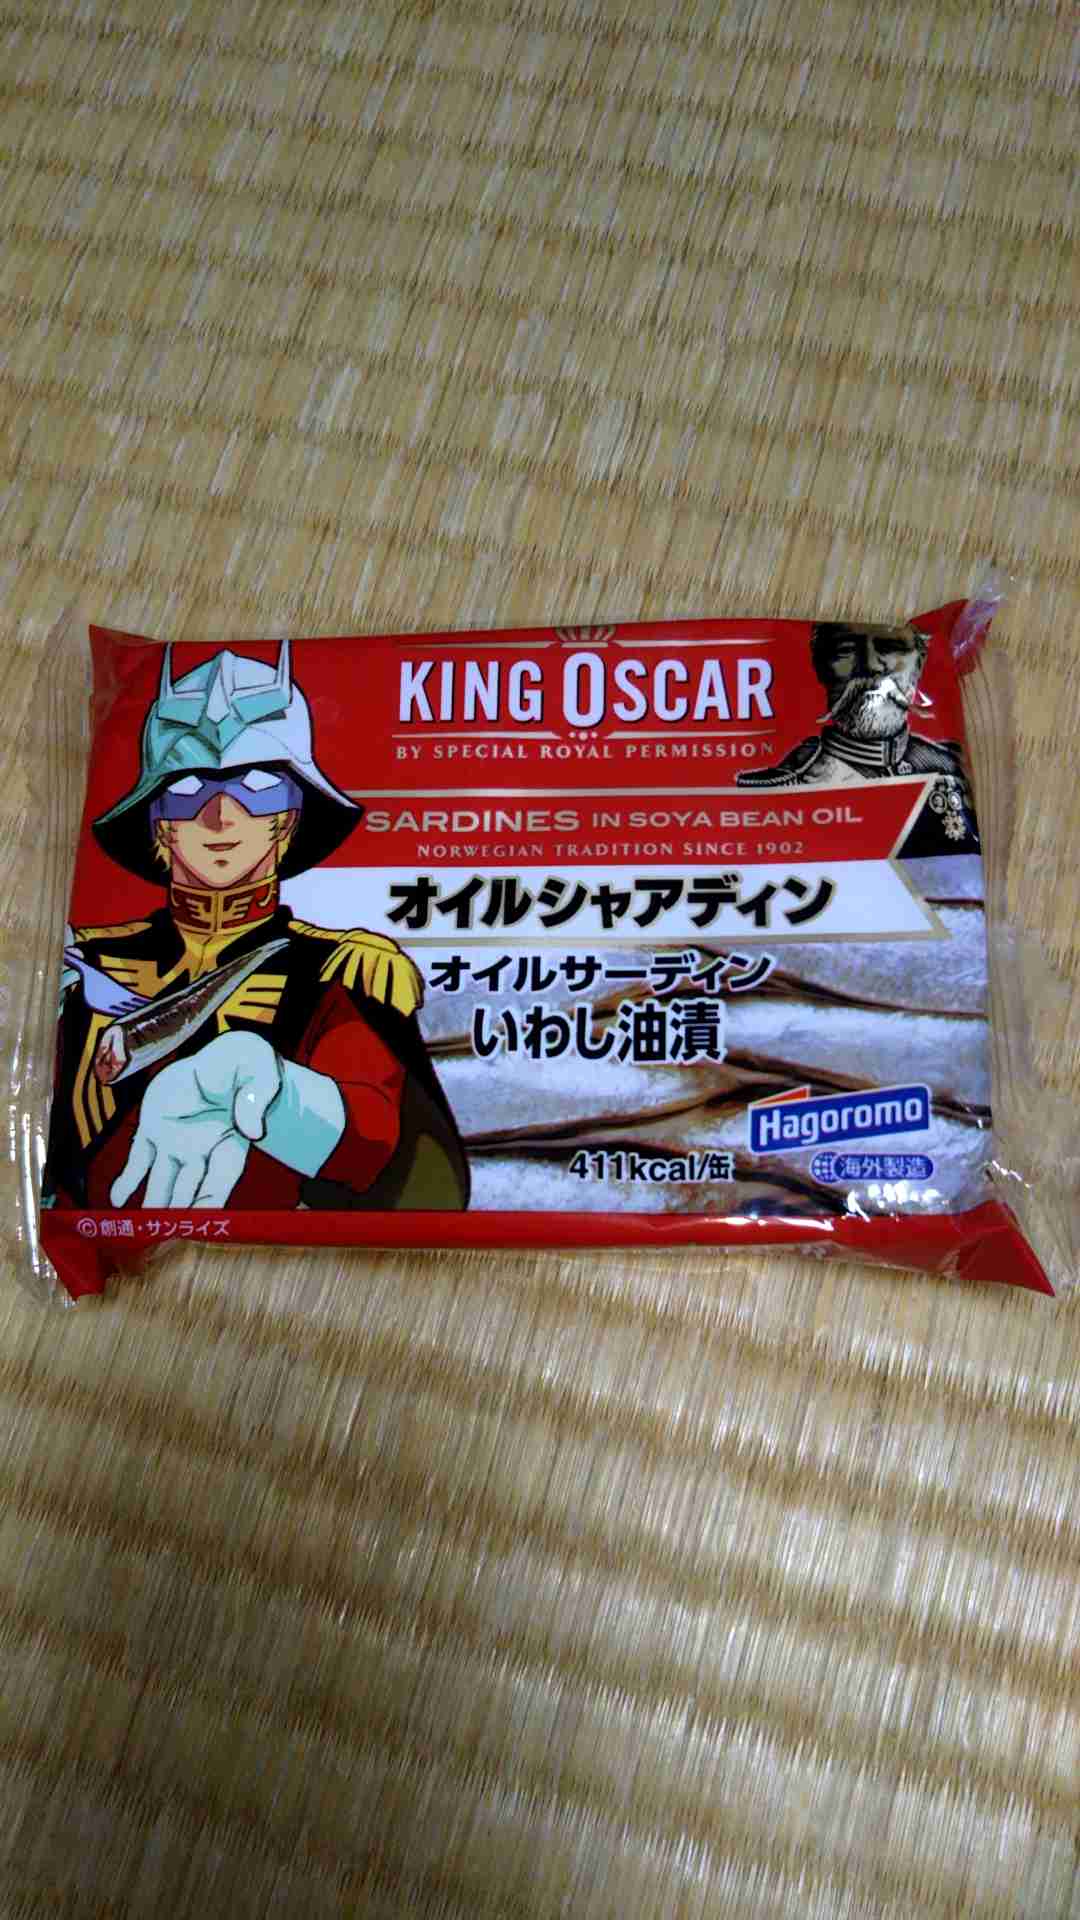 KING OSCAR
BY SPECIAL ROYAL PERMISSION
SARDINES IN SOYA BEAN OIL
NORWEGIAN TRADITION SINCE 1902
オイルシャアディン
オイルサーディン
いわし油漬
Hagoromo
411kcal/缶
海外製造
©創通・サンライズ